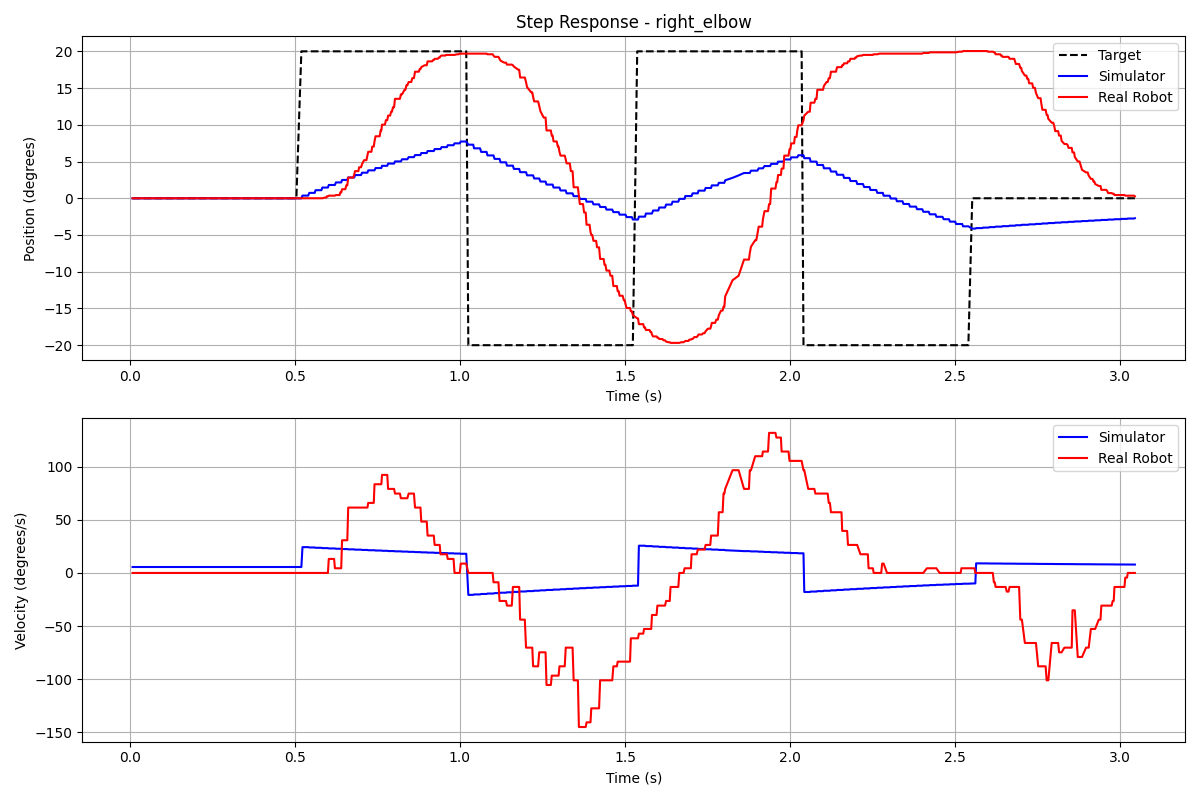 Step Response - right_elbow
Position (degrees)
20
15
10
5
0
−5
−10
−15
−20
Target
Simulator
Real Robot
0.0 0.5 1.0 1.5 2.0 2.5 3.0
Time (s)
Velocity (degrees/s)
100
50
0
−50
−100
−150
Simulator
Real Robot
0.0 0.5 1.0 1.5 2.0 2.5 3.0
Time (s)